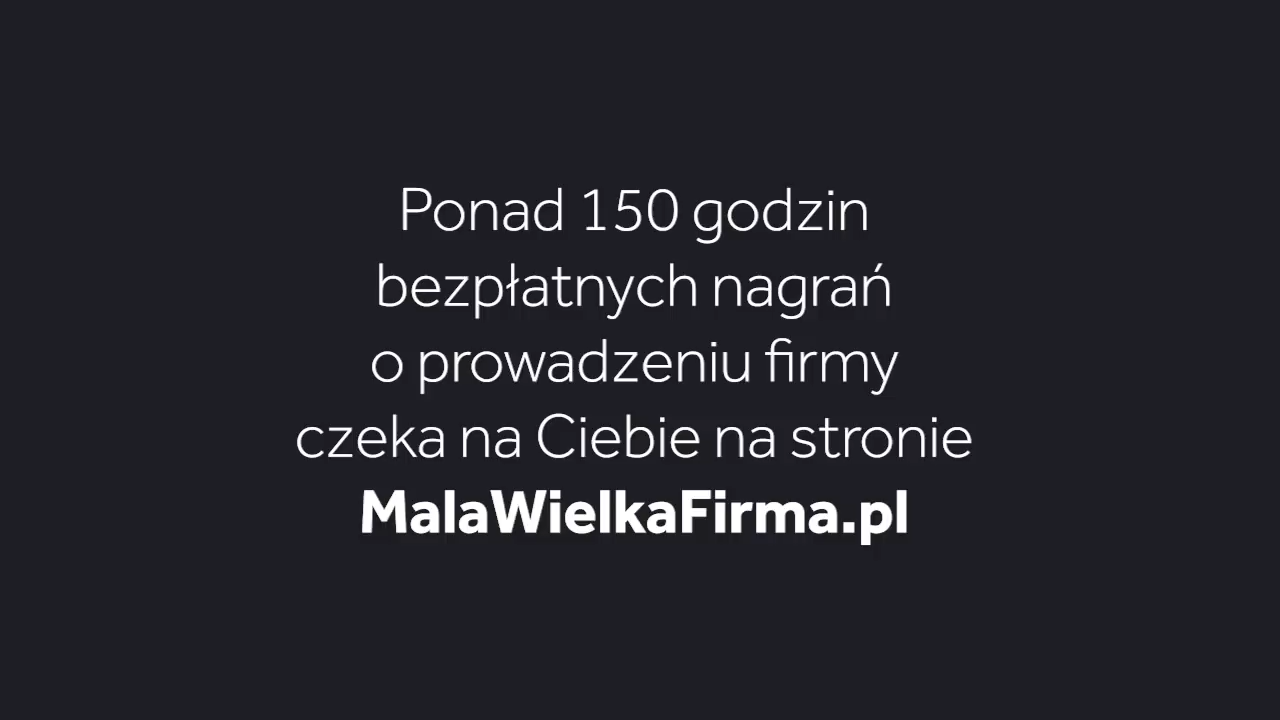 Ponad 150 godzin
bezpłatnych nagrań
o prowadzeniu firmy
czeka na Ciebie na stronie
MalaWielkaFirma.pl